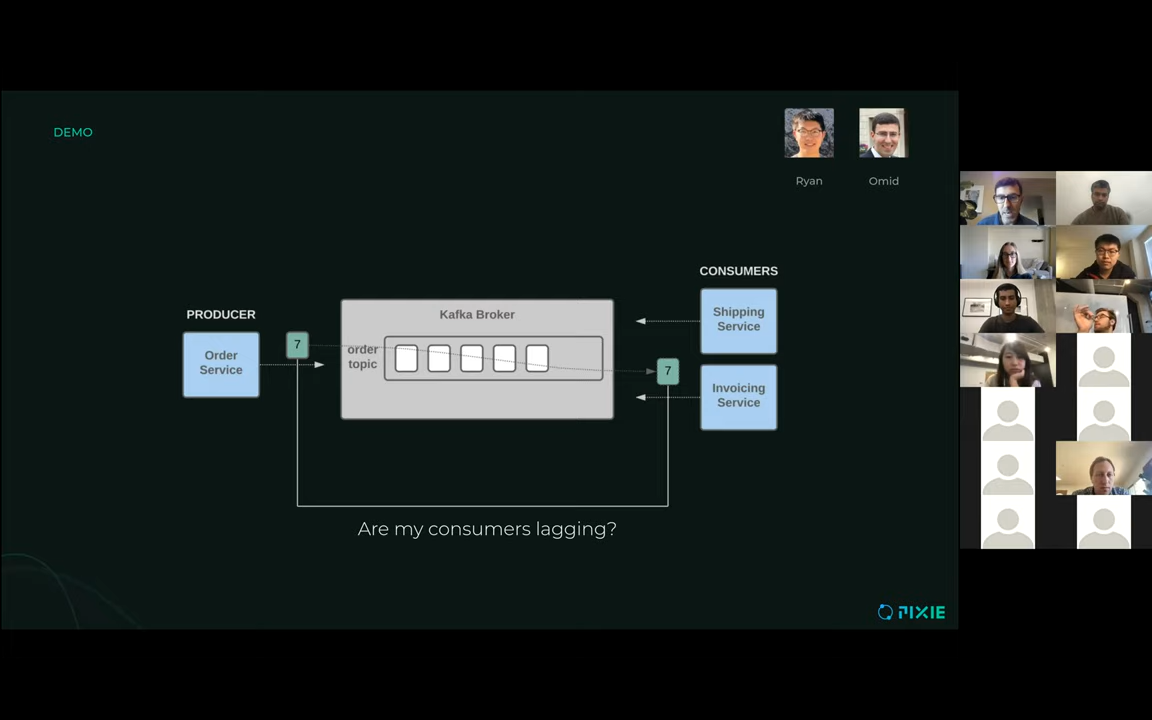 DEMO
Ryan
Omid
CONSUMERS
PRODUCER
Kafka Broker
Shipping
Service
Order
Service
7
order
topic
7
Invoicing
Service
Are my consumers lagging?
PIXIE